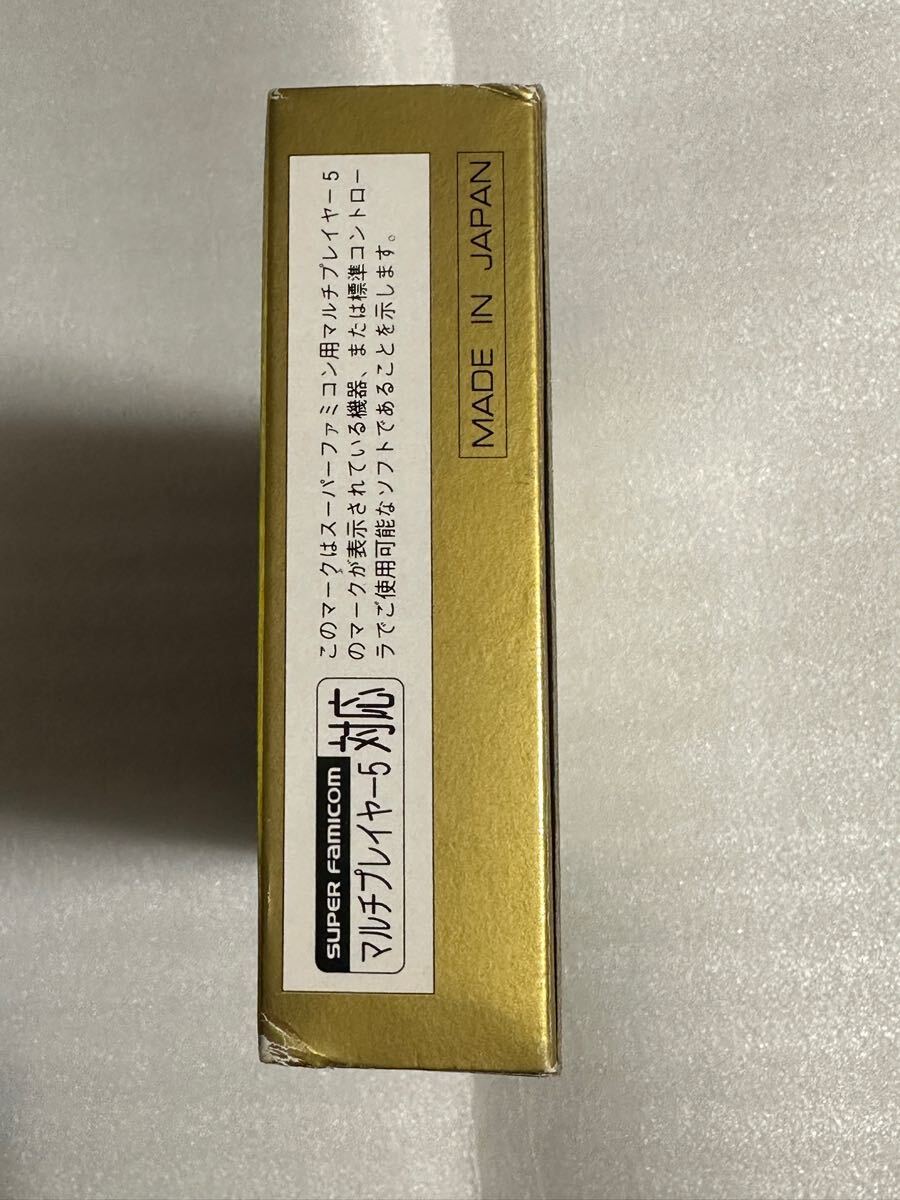 SUPER FAMICOM
マルチプレイヤー5 対応
このマークはスーパーファミコン用マルチプレイヤー5
のマークが表示されている機器、または標準コントロー
ラでご使用可能なソフトであることを示します。
MADE IN JAPAN